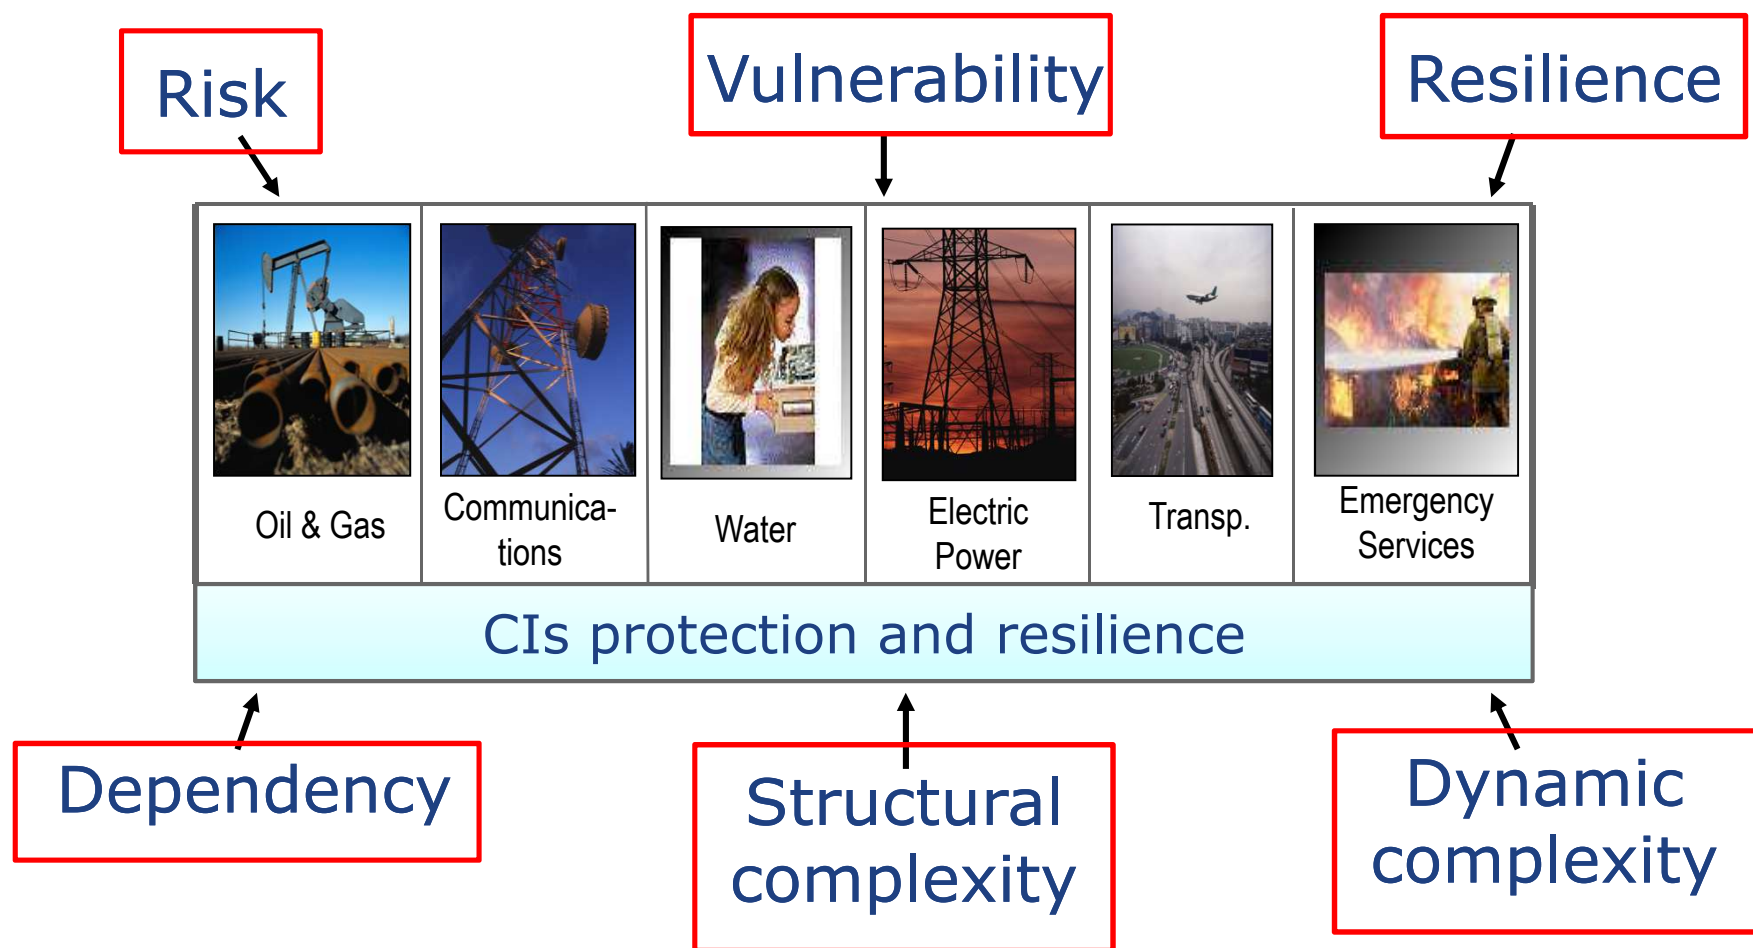 Risk
Vulnerability
Resilience
Oil & Gas
Communica-
tions
Water
Electric
Power
Transp.
Emergency
Services
CIs protection and resilience
Dependency
Structural
complexity
Dynamic
complexity